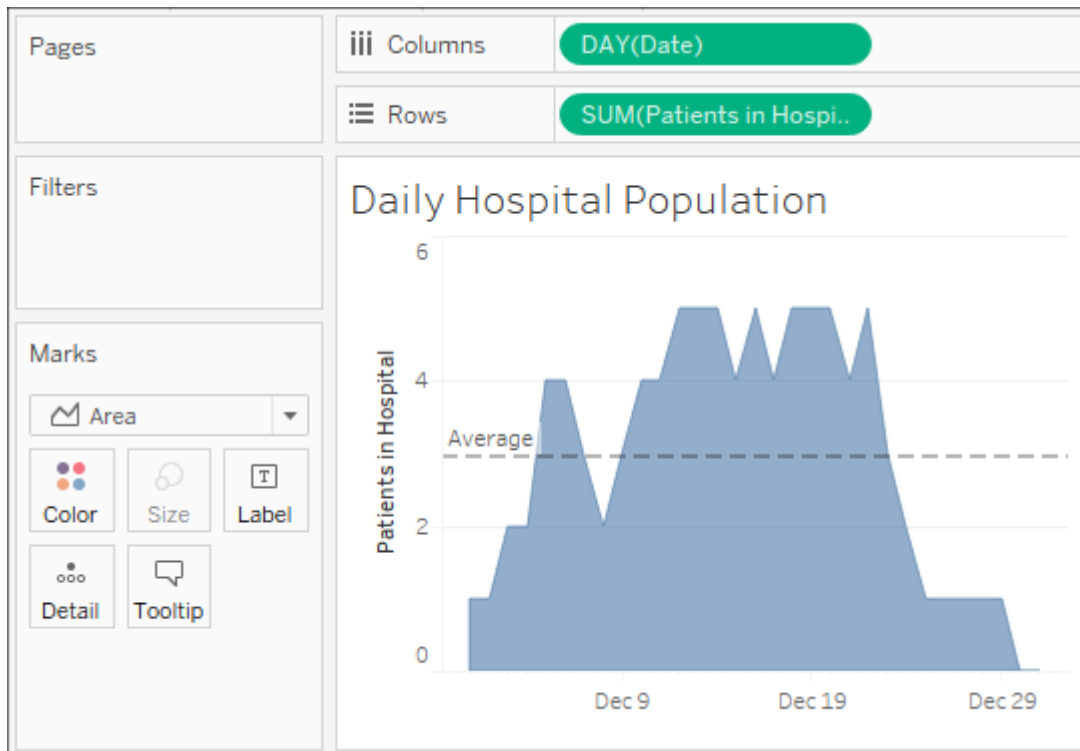 Pages
Columns
DAY(Date)
Rows
SUM(Patients in Hospi..
Filters
Marks
Area
Color
Size
T
Label
Detail
Tooltip
Daily Hospital Population
Patients in Hospital
6
4
Average
2
0
Dec 9
Dec 19
Dec 29